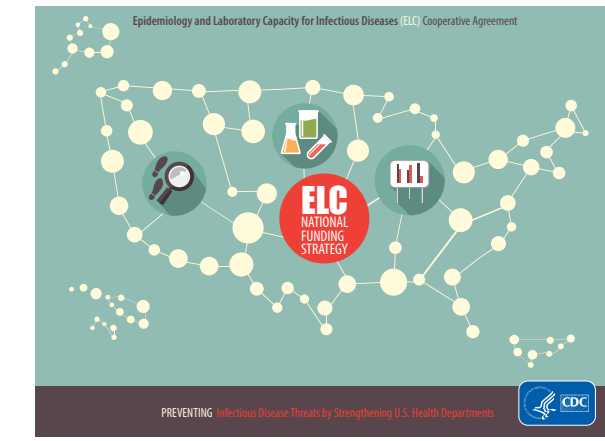 Epidemiology and Laboratory Capacity for Infectious Diseases (ELC) Cooperative Agreement
ELC
NATIONAL
FUNDING
STRATEGY
PREVENTING Infectious Disease Threats by Strengthening U.S. Health Departments
CDC